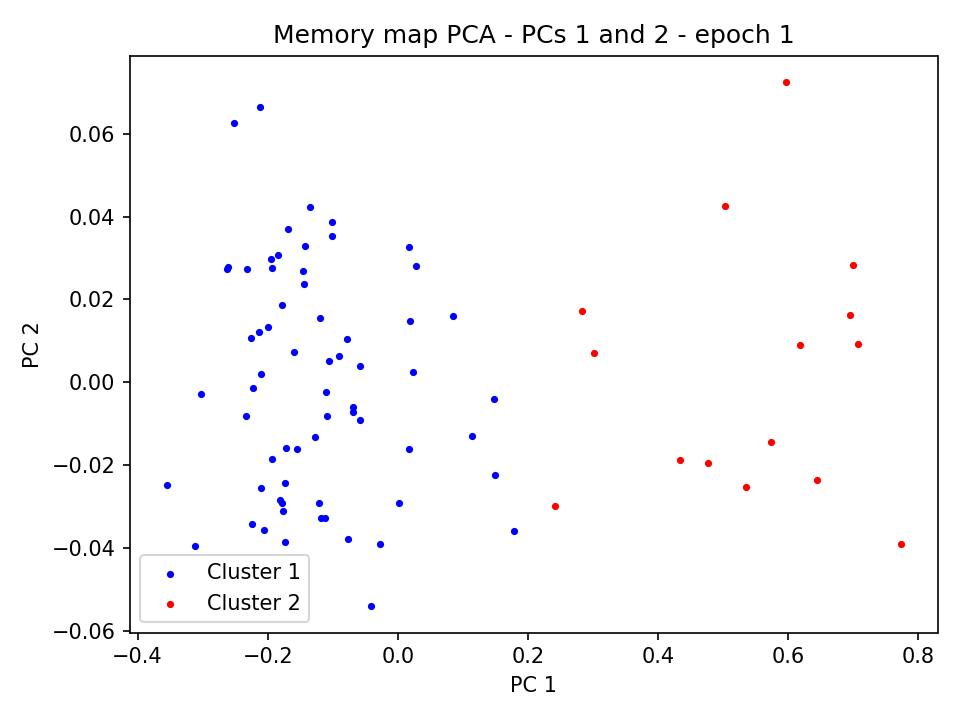 Memory map PCA - PCs 1 and 2 - epoch 1
PC 2
0.06
0.04
0.02
0.00
−0.02
−0.04
−0.06
Cluster 1
Cluster 2
−0.4
−0.2
0.0
0.2
0.4
0.6
0.8
PC 1